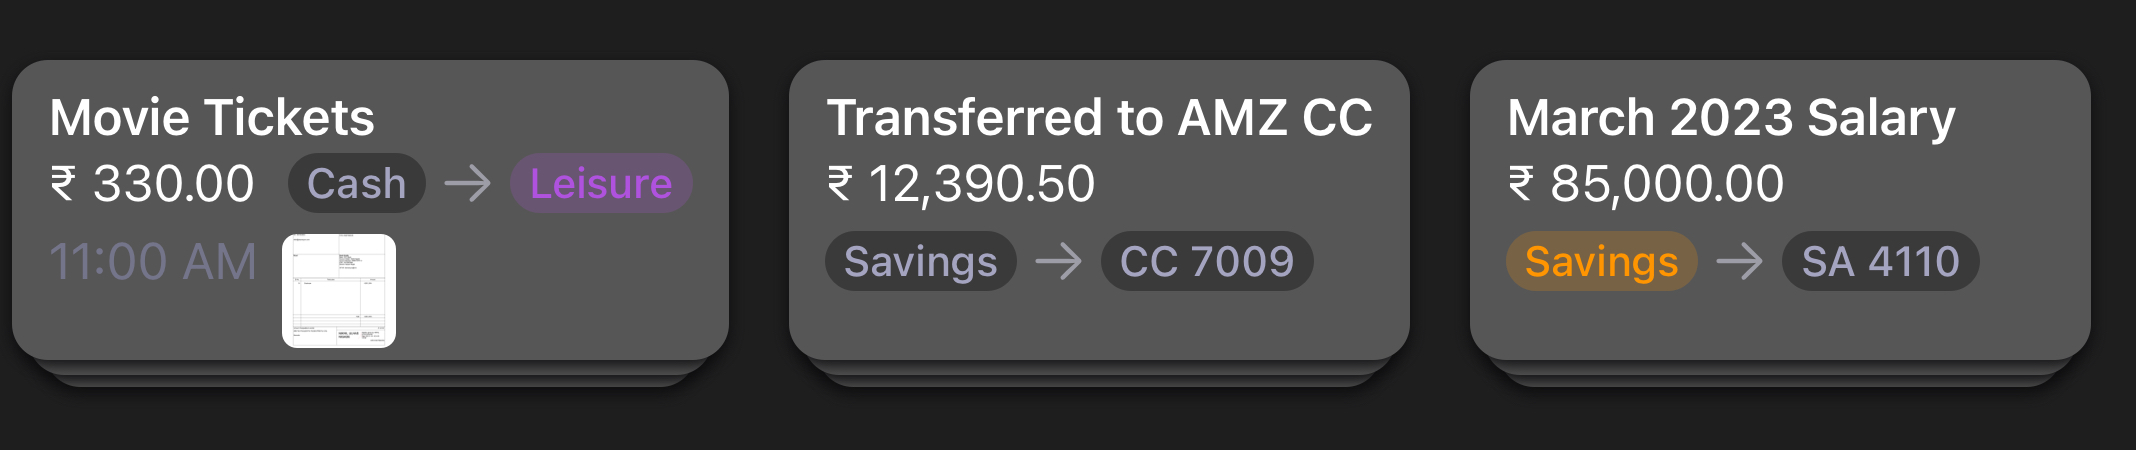 Movie Tickets
₹ 330.00 Cash → Leisure
11:00 AM
Transferred to AMZ CC
₹ 12,390.50
Savings → CC 7009
March 2023 Salary
₹ 85,000.00
Savings → SA 4110